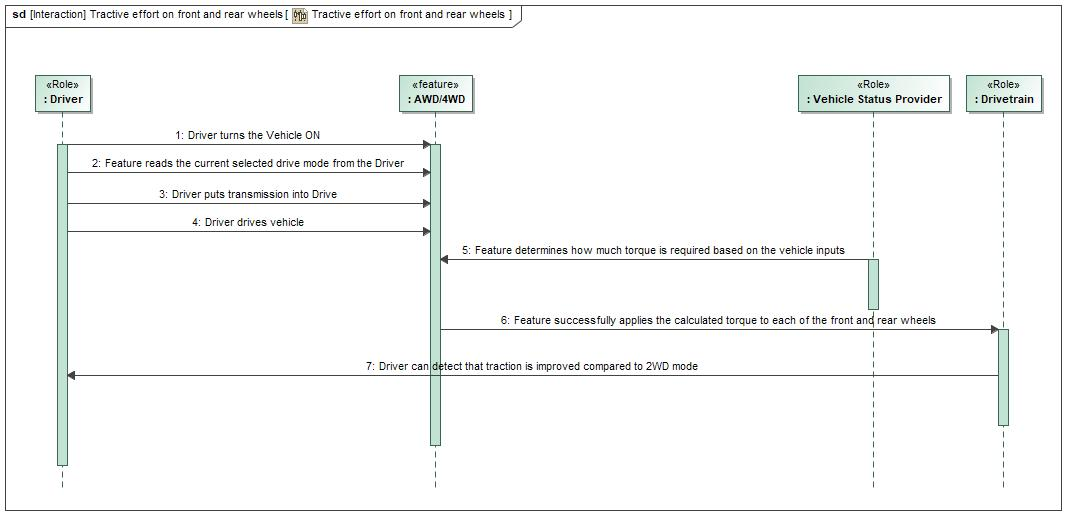 sd [Interaction] Tractive effort on front and rear wheels[ Tractive effort on front and rear wheels ]
«Role»
: Driver
«feature»
: AWD/4WD
«Role»
: Vehicle Status Provider
«Role»
: Drivetrain
1: Driver turns the Vehicle ON
2: Feature reads the current selected drive mode from the Driver
3: Driver puts transmission into Drive
4: Driver drives vehicle
5: Feature determines how much torque is required based on the vehicle inputs
6: Feature successfully applies the calculated torque to each of the front and rear wheels
7: Driver can detect that traction is improved compared to 2WD mode